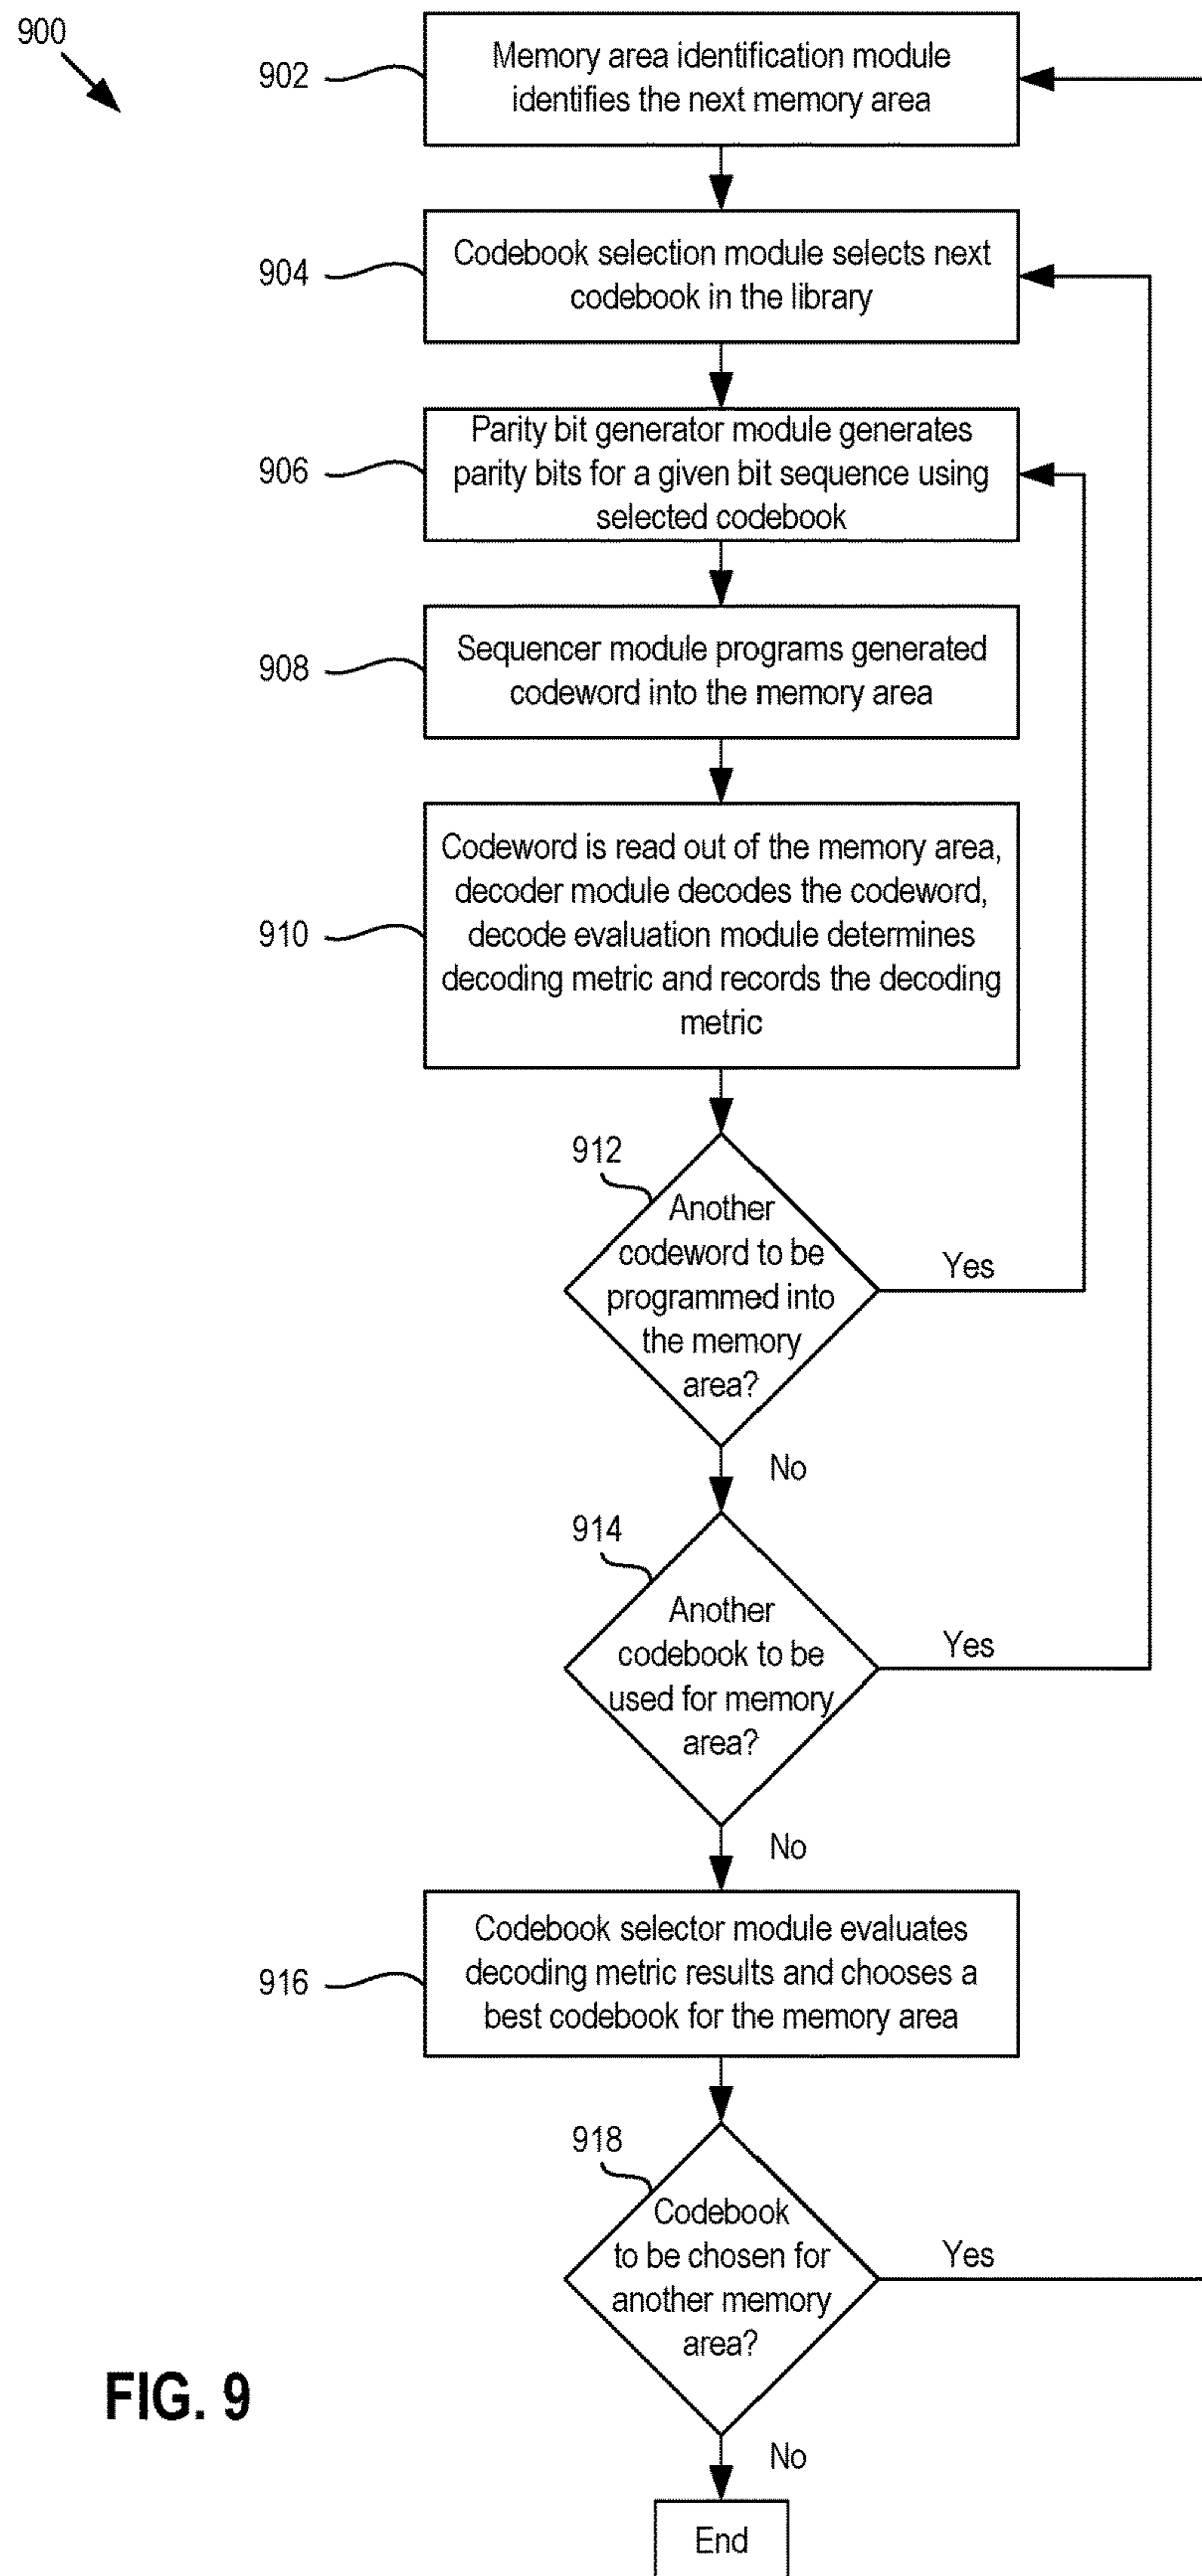 900
902
Memory area identification module
identifies the next memory area
904
Codebook selection module selects next
codebook in the library
906
Parity bit generator module generates
parity bits for a given bit sequence using
selected codebook
908
Sequencer module programs generated
codeword into the memory area
910
Codeword is read out of the memory area,
decoder module decodes the codeword,
decode evaluation module determines
decoding metric and records the decoding
metric
912
Another
codeword to be
programmed into
the memory
area?
Yes
No
914
Another
codebook to be
used for memory
area?
Yes
No
916
Codebook selector module evaluates
decoding metric results and chooses a
best codebook for the memory area
918
Codebook
to be chosen for
another memory
area?
Yes
No
End
FIG. 9